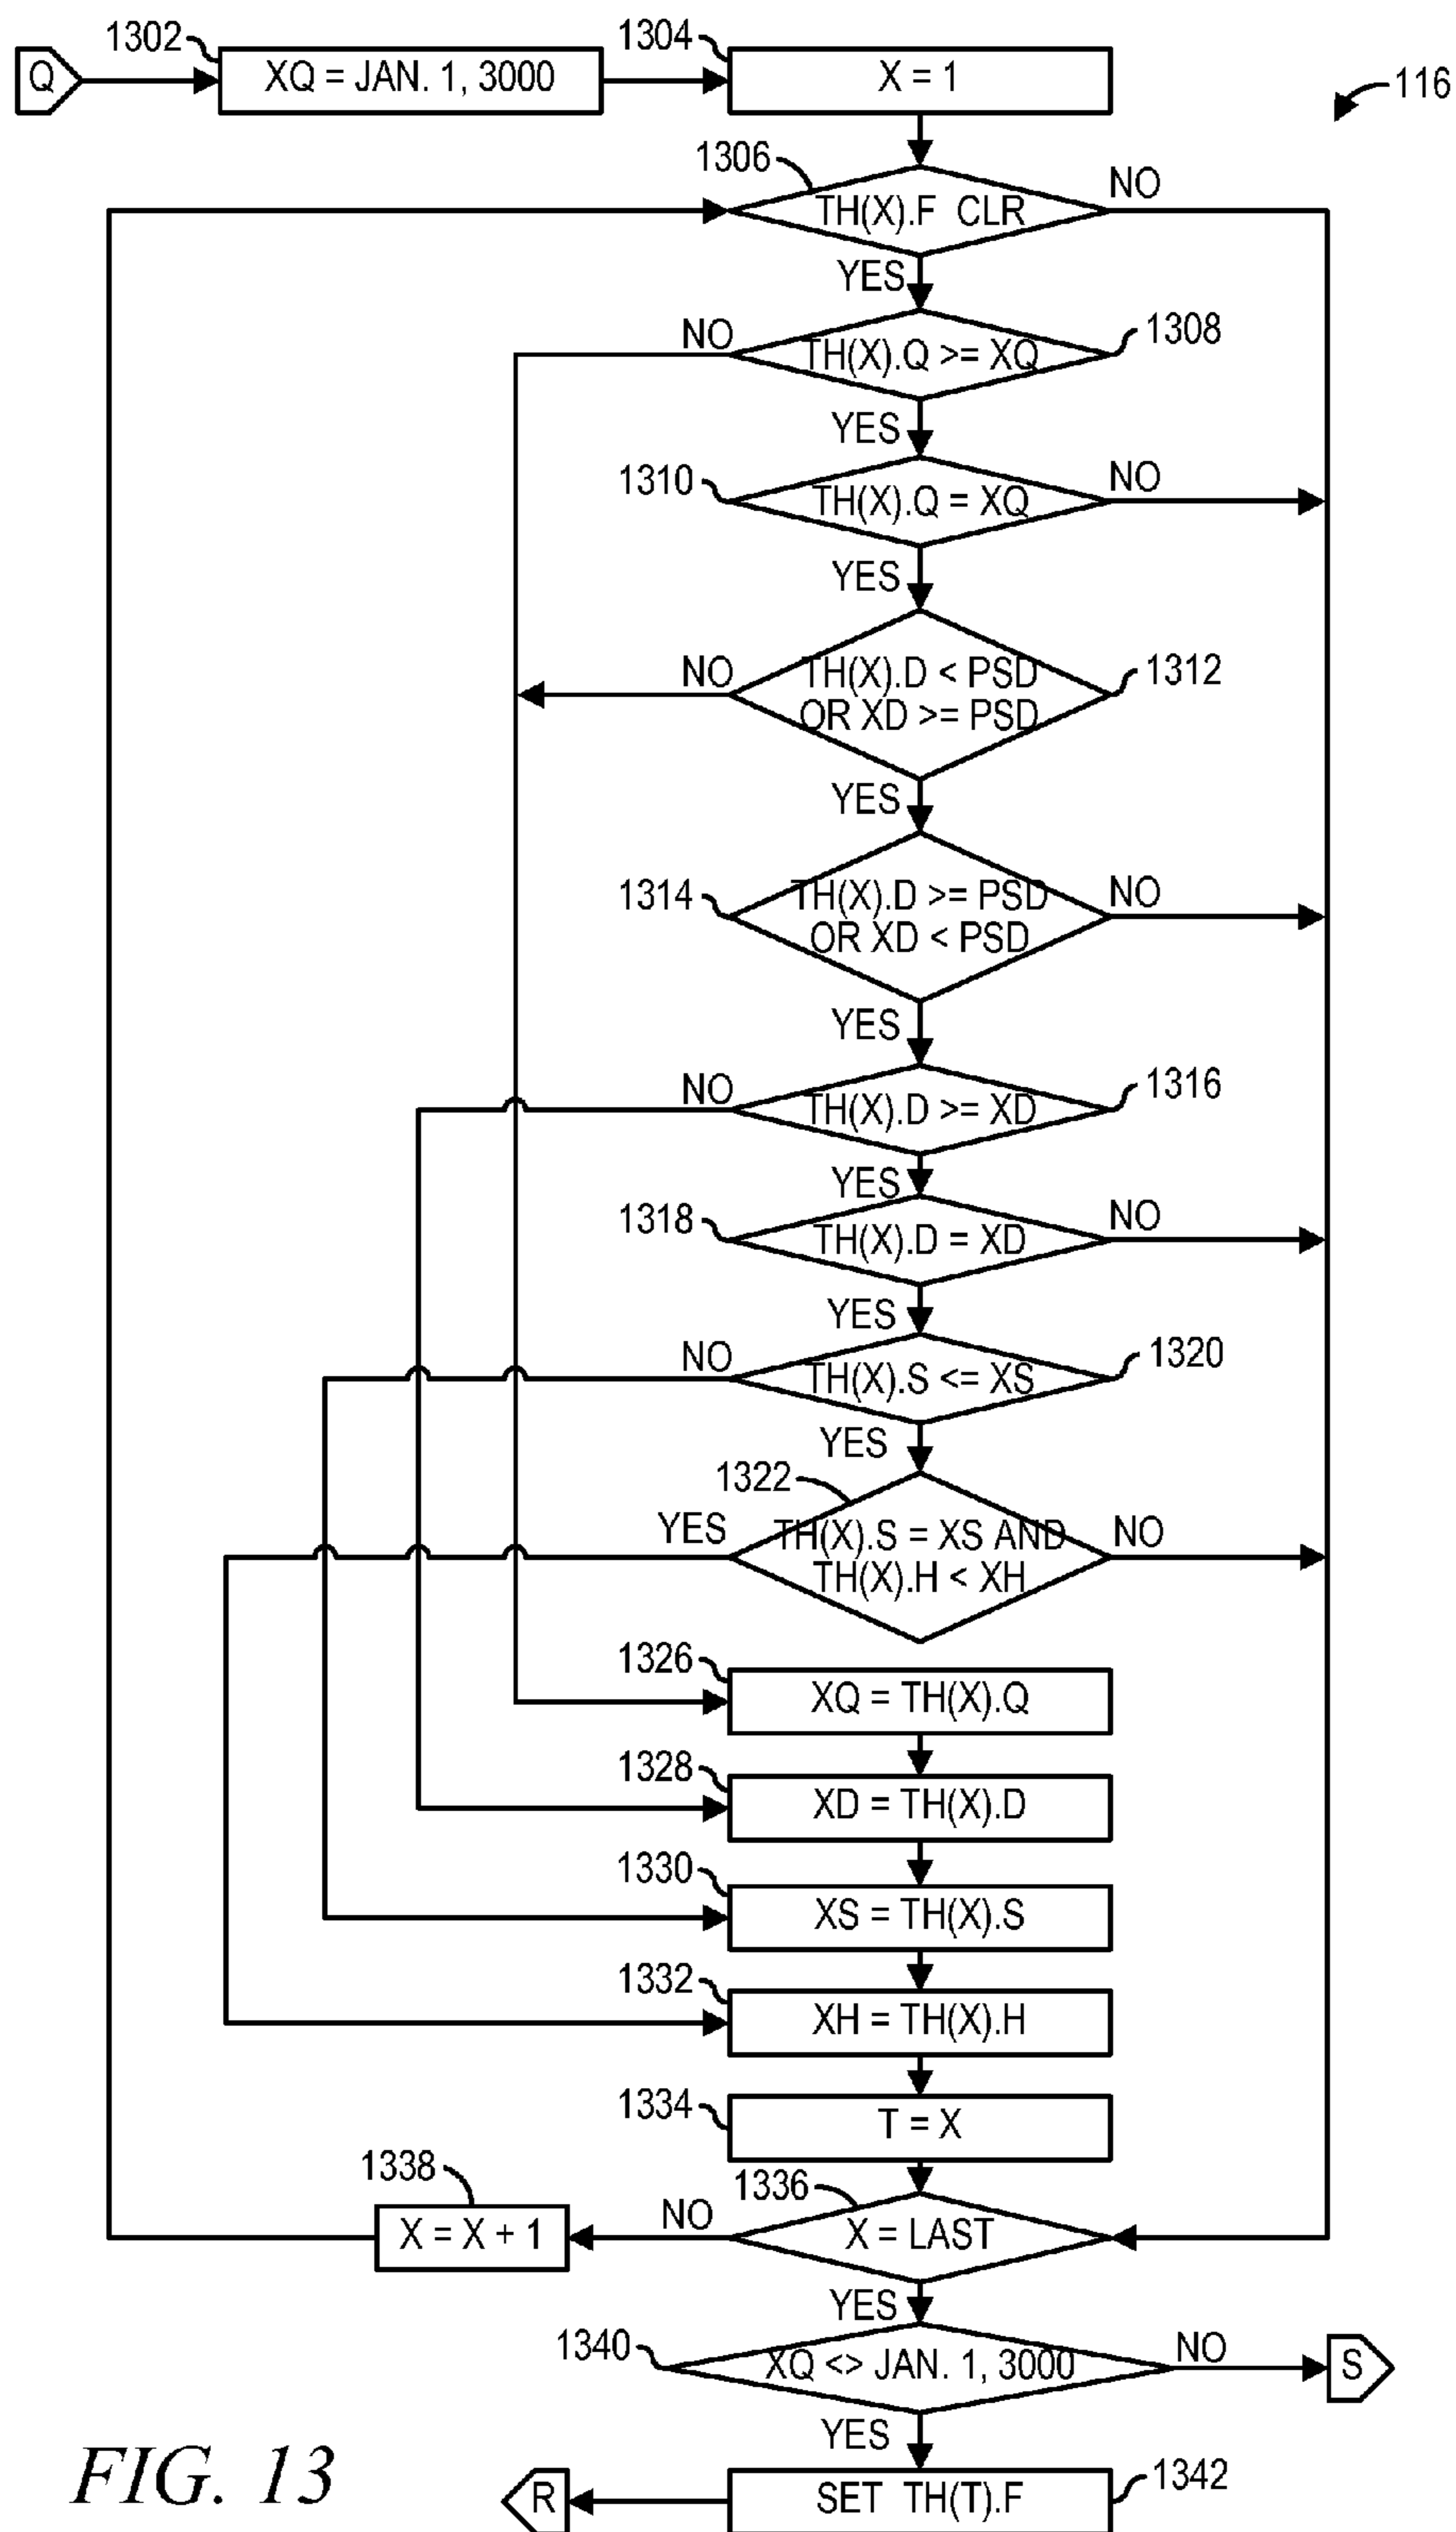 1302
1304
Q
XQ = JAN. 1, 3000
X = 1
116
1306
NO
TH(X).F CLR
YES
NO
1308
TH(X).Q >= XQ
YES
1310
NO
TH(X).Q = XQ
YES
NO
TH(X).D < PSD
OR XD >= PSD
1312
YES
1314
TH(X).D >= PSD
OR XD < PSD
NO
YES
NO
1316
TH(X).D >= XD
YES
1318
NO
TH(X).D = XD
YES
NO
1320
TH(X).S <= XS
YES
1322
YES
TH(X).S = XS AND
TH(X).H < XH
NO
1326
XQ = TH(X).Q
1328
XD = TH(X).D
1330
XS = TH(X).S
1332
XH = TH(X).H
1334
T = X
1338
1336
X = X + 1
NO
X = LAST
YES
1340
XQ <> JAN. 1, 3000
NO
S
YES
FIG. 13
R
SET TH(T).F
1342